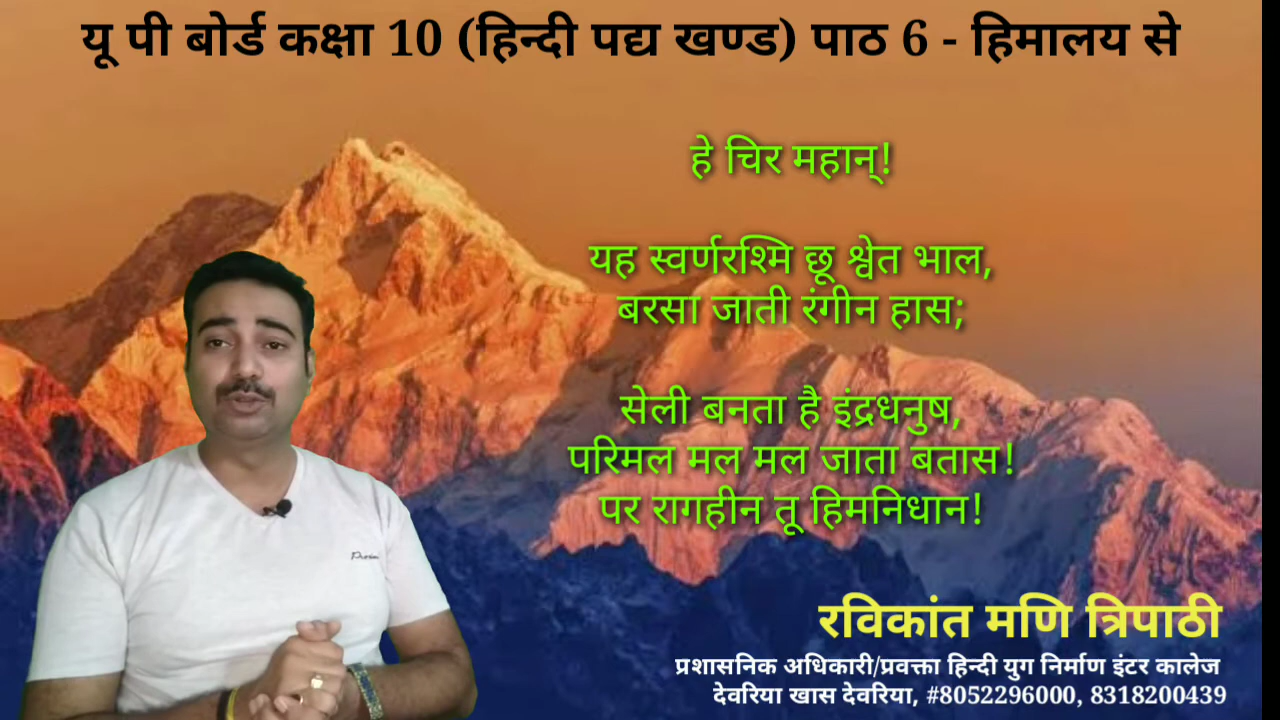 यू पी बोर्ड कक्षा 10 (हिन्दी पद्य खण्ड) पाठ 6 - हिमालय से
हे चिर महान्!
यह स्वर्णरश्मि छू श्वेत भाल,
बरसा जाती रंगीन हास;
सेली बनता है इंद्रधनुष,
परिमल मल मल जाता बतास!
पर रागहीन तू हिमनिधान!
रविकांत मणि त्रिपाठी
प्रशासनिक अधिकारी/प्रवक्ता हिन्दी युग निर्माण इंटर कालेज
देवरिया खास देवरिया, #8052296000, 8318200439